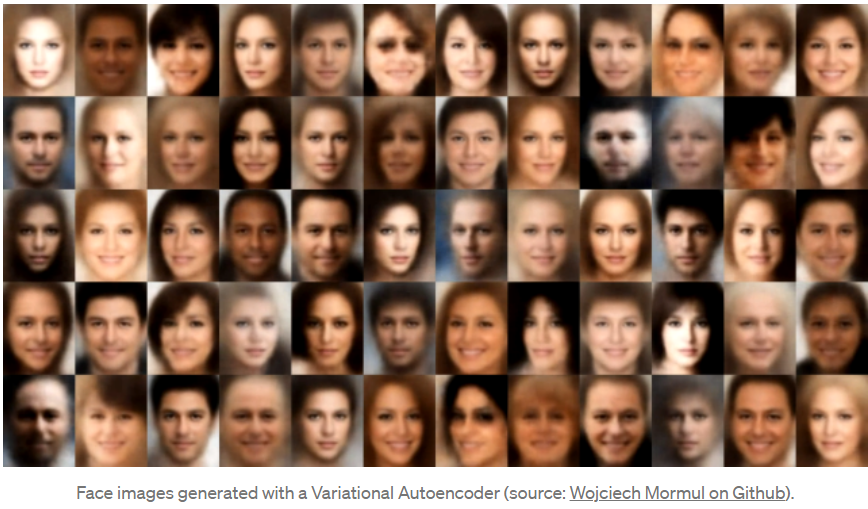 Face images generated with a Variational Autoencoder (source: Wojciech Mormul on Github).